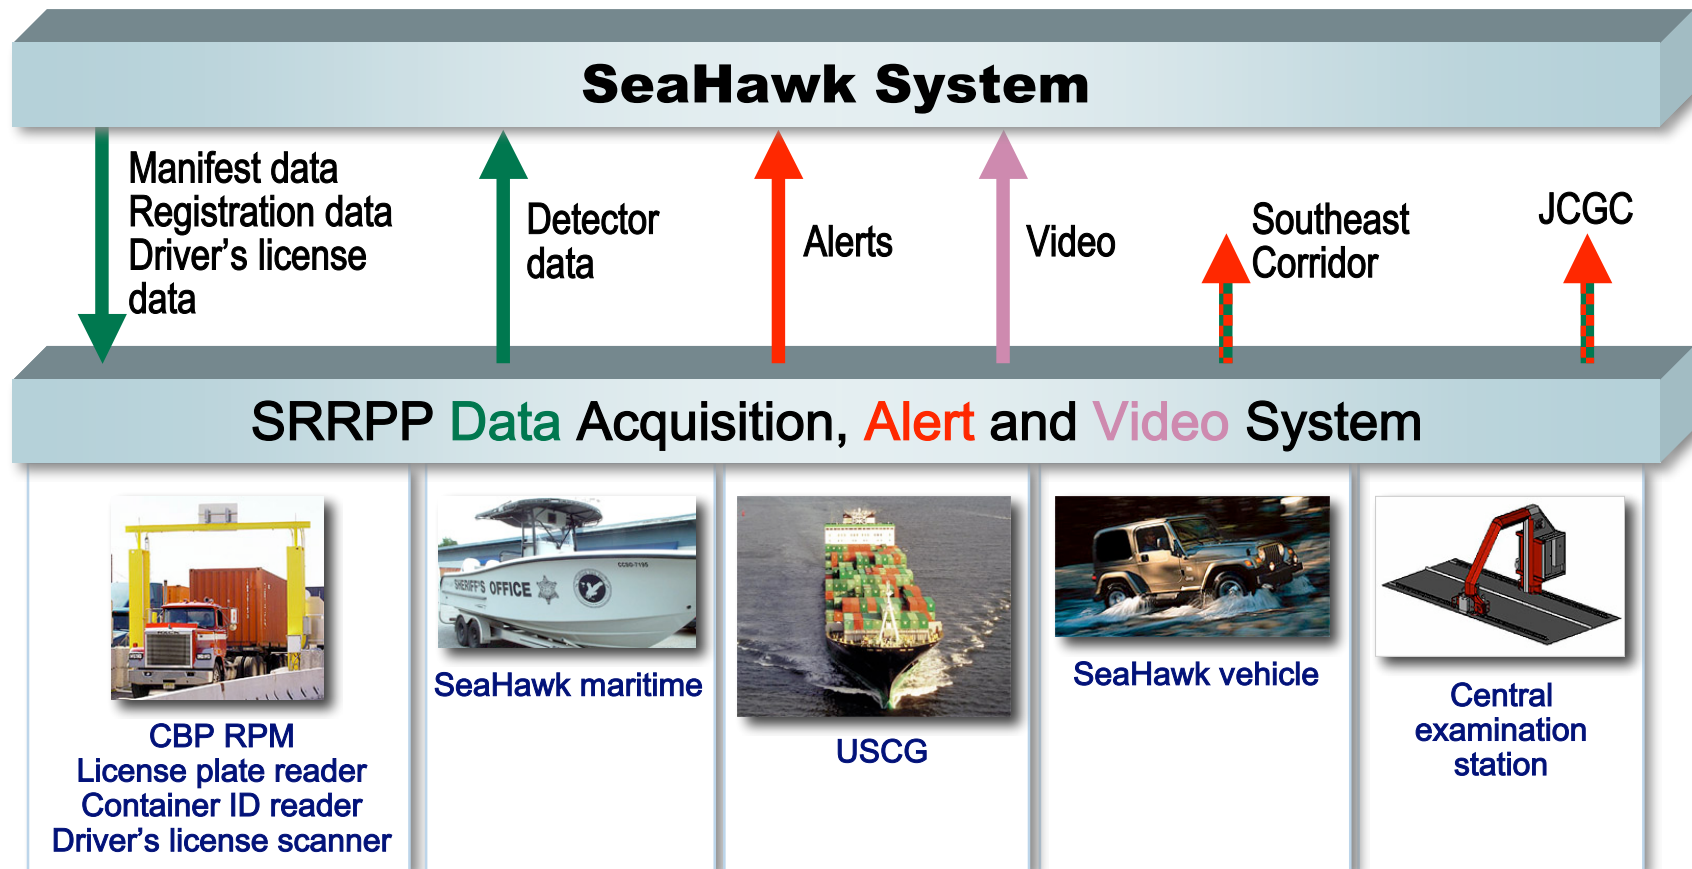 SeaHawk System
Manifest data
Registration data
Driver's license
data
Detector
data
Alerts
Video
Southeast
Corridor
JCGC
SRRPP Data Acquisition, Alert and Video System
SHERIFF'S OFFICE
CCSO-7195
CBP RPM
License plate reader
Container ID reader
Driver's license scanner
SeaHawk maritime
USCG
SeaHawk vehicle
Central
examination
station